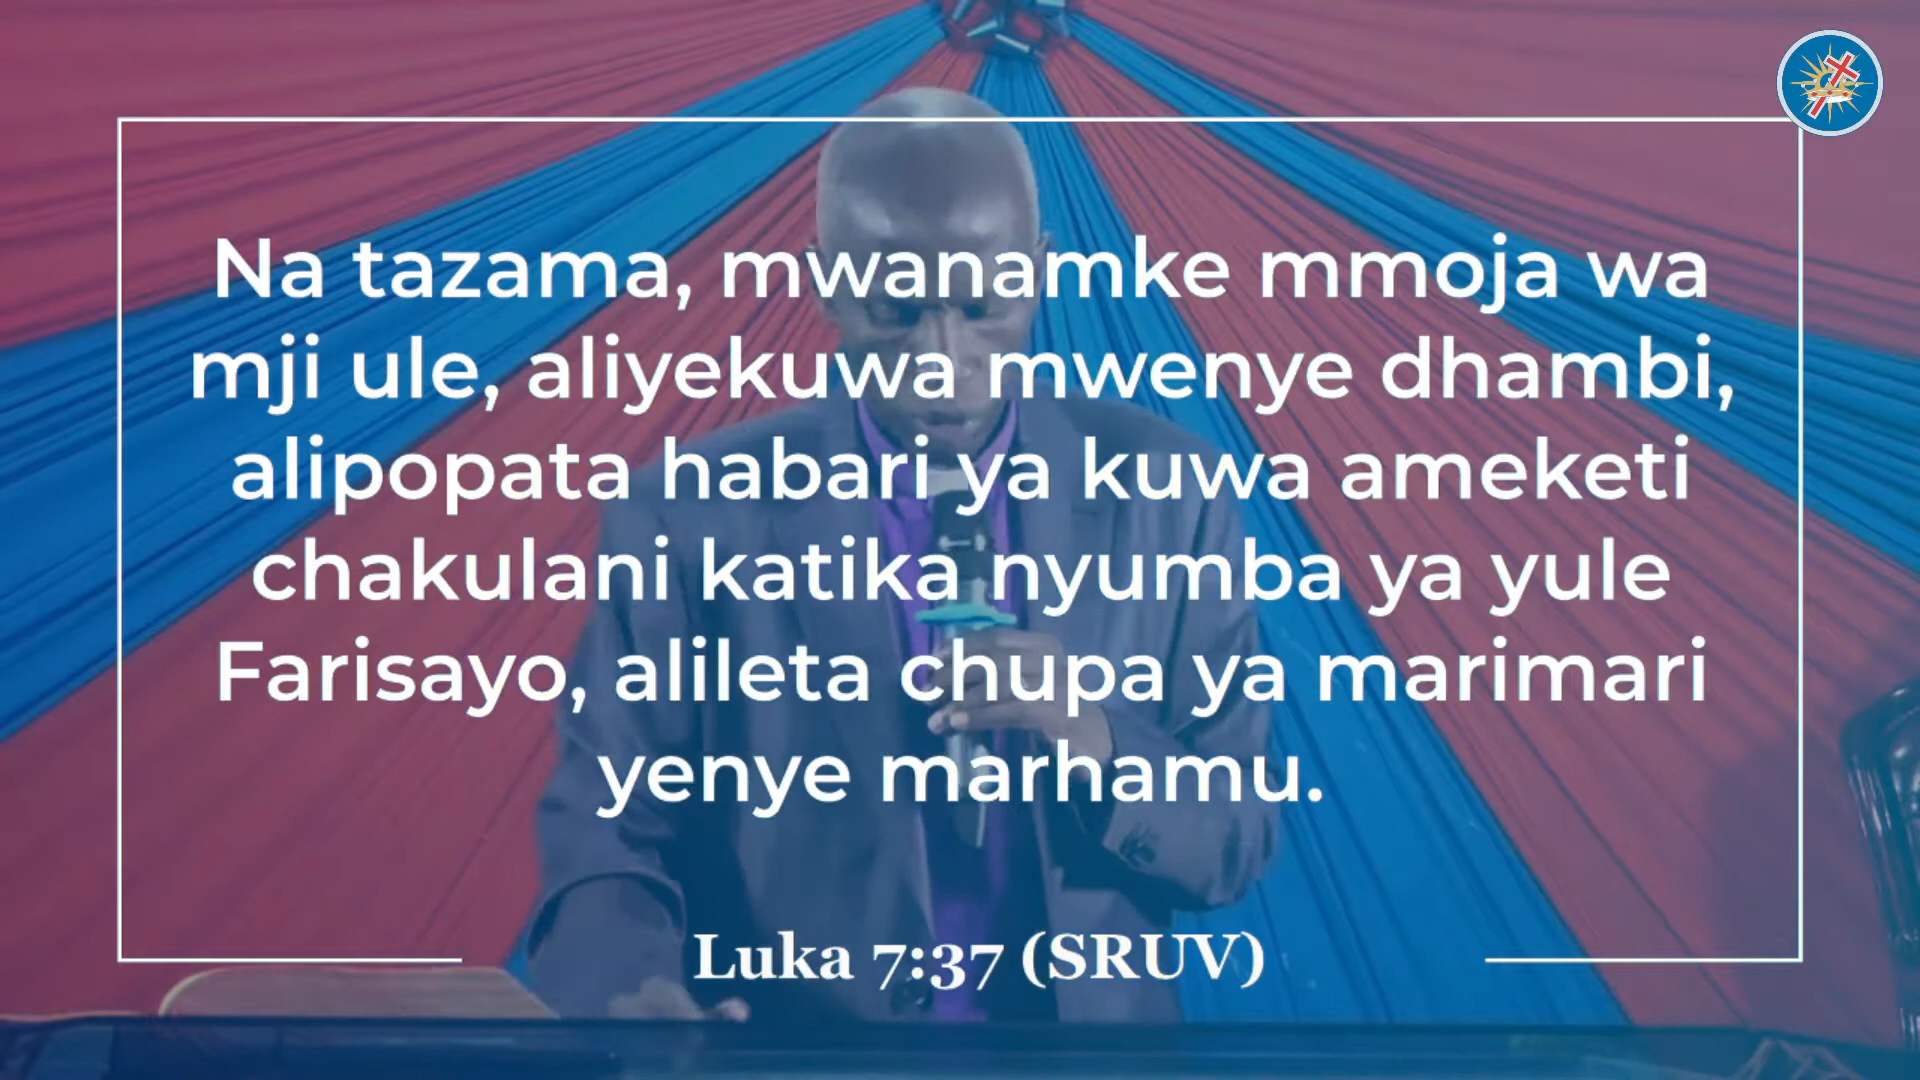 Na tazama, mwanamke mmoja wa
mji ule, aliyekuwa mwenye dhambi,
alipopata habari ya kuwa ameketi
chakulani katika nyumba ya yule
Farisayo, alileta chupa ya marimari
yenye marhamu.
Luka 7:37 (SRUV)